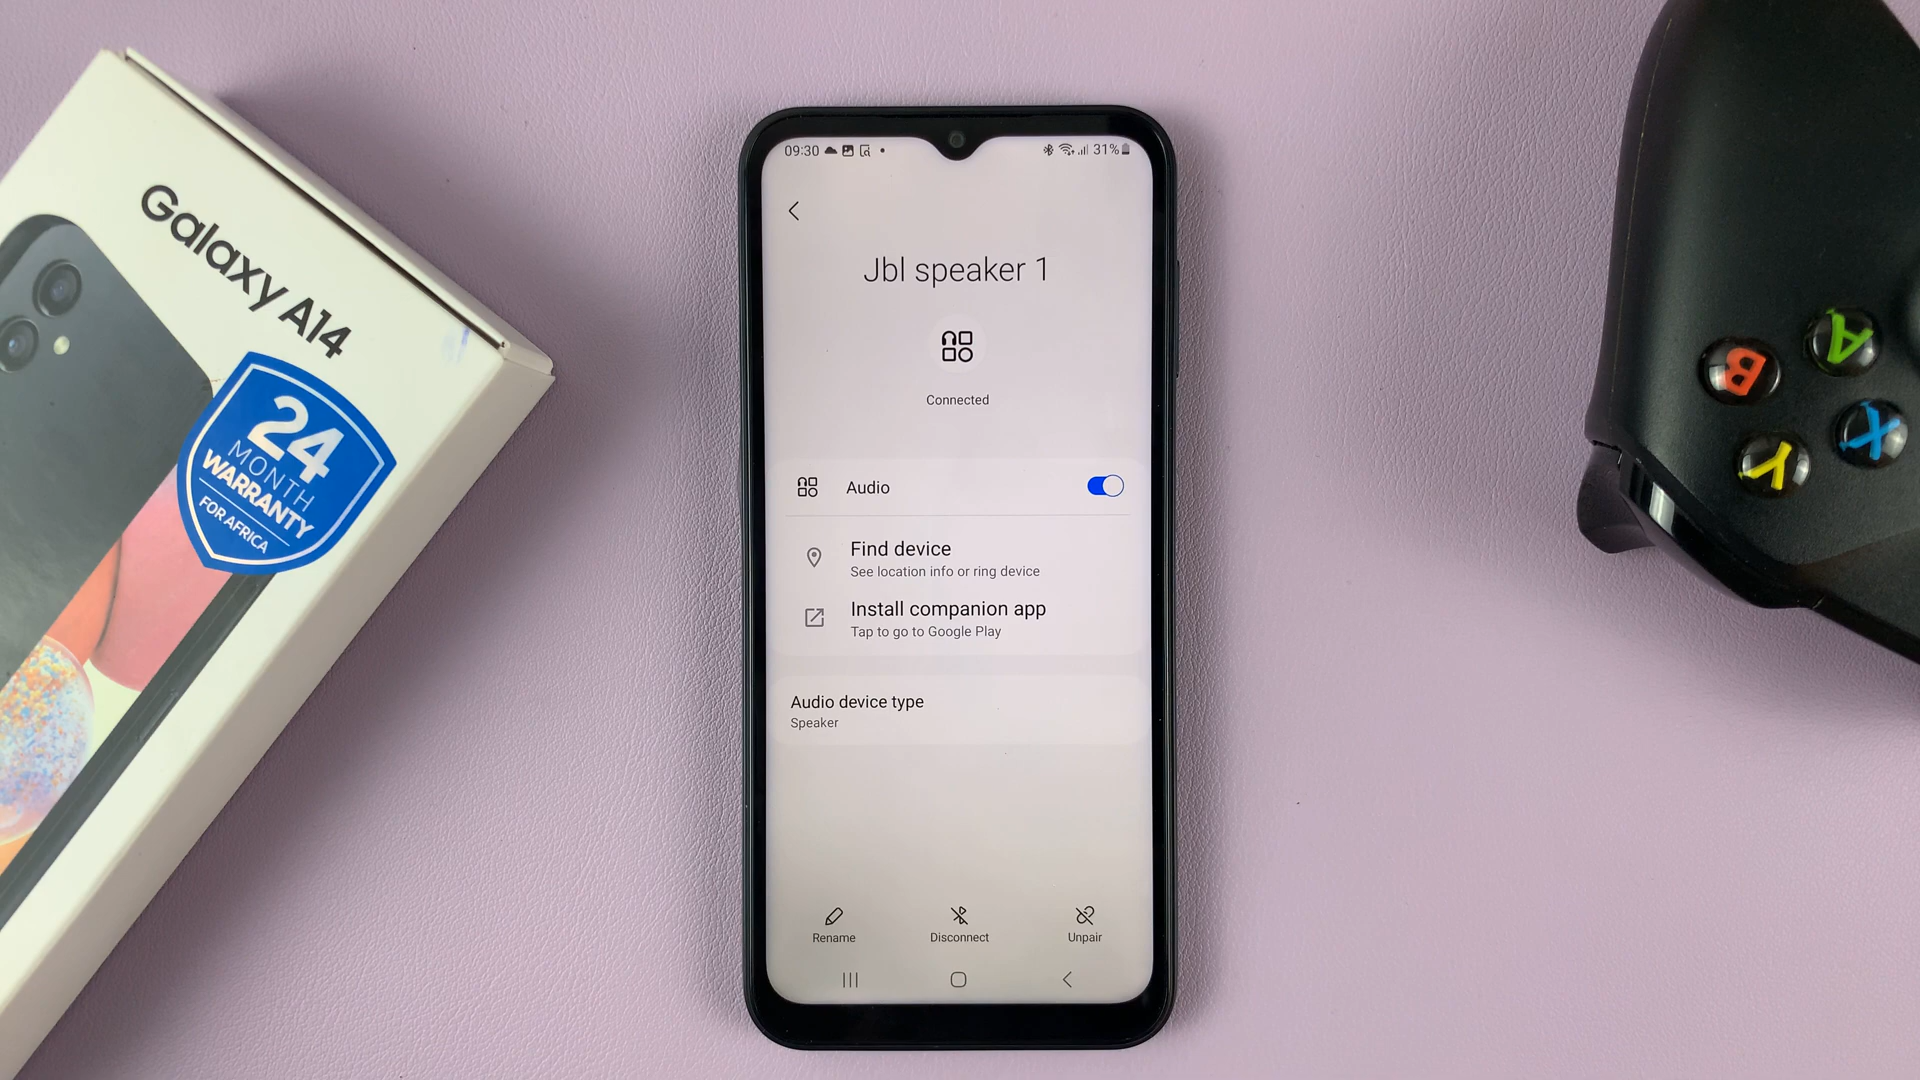 Galaxy A14
24
MONTH
WARRANTY
FOR AFRICA
09:30
31%
Jbl speaker 1
Connected
Audio
Find device
See location info or ring device
Install companion app
Tap to go to Google Play
Audio device type
Speaker
Rename
Disconnect
Unpair
A
B
X
Y